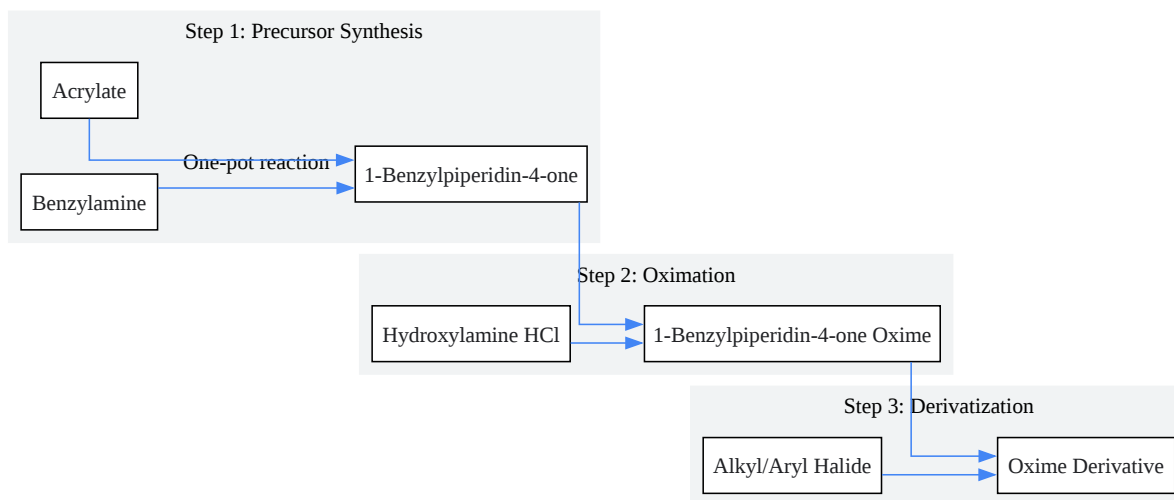 Step 1: Precursor Synthesis
Acrylate
One-pot reaction
1-Benzylpiperidin-4-one
Benzylamine
Step 2: Oximation
Hydroxylamine HCl
1-Benzylpiperidin-4-one Oxime
Step 3: Derivatization
Alkyl/Aryl Halide
Oxime Derivative